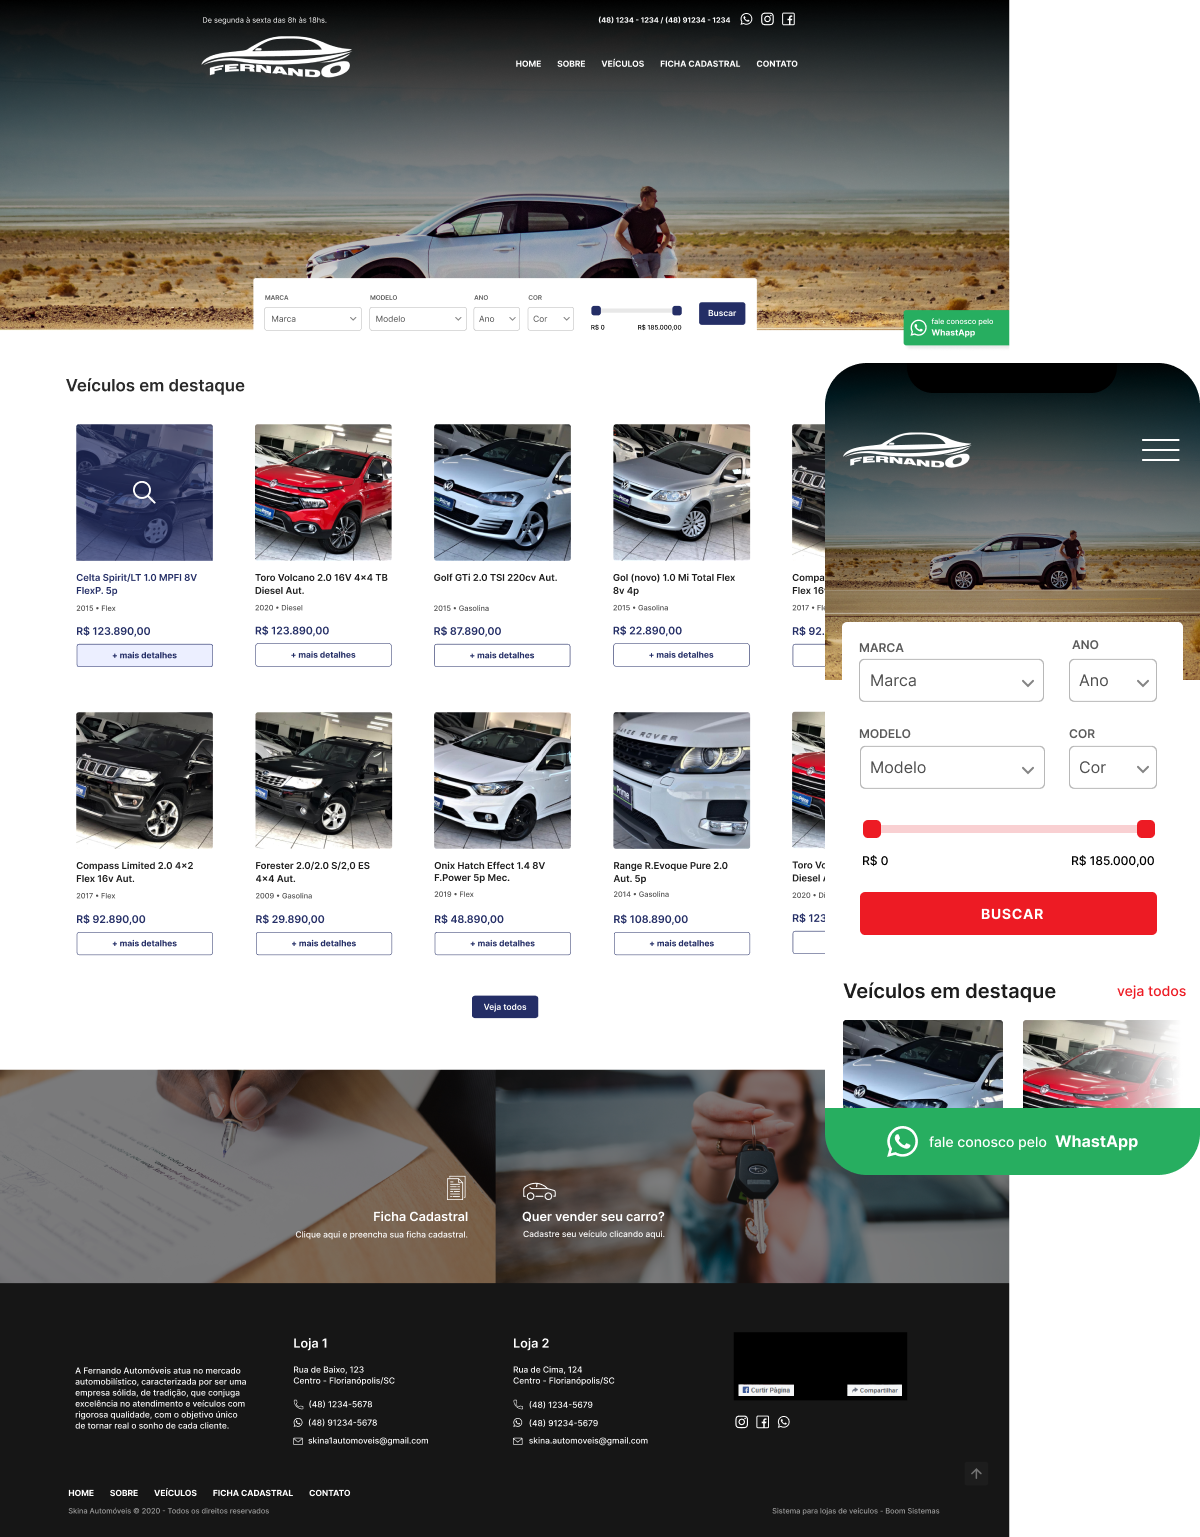 De segunda à sexta das 8h às 18hs.
(48) 1234 - 1234 / (48) 91234 - 1234
FERNANDO
HOME SOBRE VEÍCULOS FICHA CADASTRAL CONTATO
MARCA MODELO ANO COR
Marca Modelo Ano Cor
R$ 0 R$ 185.000,00
Buscar
fale conosco pelo
WhastApp
Veículos em destaque
Celta Spirit/LT 1.0 MPFI 8V
FlexP. 5p
2015 • Flex
R$ 123.890,00
+ mais detalhes
Toro Volcano 2.0 16V 4x4 TB
Diesel Aut.
2020 • Diesel
R$ 123.890,00
+ mais detalhes
Golf GTi 2.0 TSI 220cv Aut.
2015 • Gasolina
R$ 87.890,00
+ mais detalhes
Gol (novo) 1.0 Mi Total Flex
8v 4p
2015 • Gasolina
R$ 22.890,00
+ mais detalhes
Compa
Flex 16
2017 • Fle
R$ 92.
Compass Limited 2.0 4x2
Flex 16v Aut.
2017 • Flex
R$ 92.890,00
+ mais detalhes
Forester 2.0/2.0 S/2,0 ES
4x4 Aut.
2009 • Gasolina
R$ 29.890,00
+ mais detalhes
Onix Hatch Effect 1.4 8V
F.Power 5p Mec.
2019 • Flex
R$ 48.890,00
+ mais detalhes
Range R.Evoque Pure 2.0
Aut. 5p
2014 • Gasolina
R$ 108.890,00
+ mais detalhes
Toro Vo
Diesel
2020 • Di
R$ 123
Veja todos
FERNANDO
MARCA ANO
Marca Ano
MODELO COR
Modelo Cor
R$ 0 R$ 185.000,00
BUSCAR
Veículos em destaque veja todos
fale conosco pelo WhastApp
Ficha Cadastral
Clique aqui e preencha sua ficha cadastral.
Quer vender seu carro?
Cadastre seu veículo clicando aqui.
A Fernando Automóveis atua no mercado
automobilístico, caracterizada por ser uma
empresa sólida, de tradição, que conjuga
excelência no atendimento e veículos com
rigorosa qualidade, com o objetivo único
de tornar real o sonho de cada cliente.
Loja 1
Rua de Baixo, 123
Centro - Florianópolis/SC
(48) 1234-5678
(48) 91234-5678
skina1automoveis@gmail.com
Loja 2
Rua de Cima, 124
Centro - Florianópolis/SC
(48) 1234-5679
(48) 91234-5679
skina.automoveis@gmail.com
Curtir Página Compartilhar
HOME SOBRE VEÍCULOS FICHA CADASTRAL CONTATO
Skina Automóveis © 2020 - Todos os direitos reservados
Sistema para lojas de veículos - Boom Sistemas